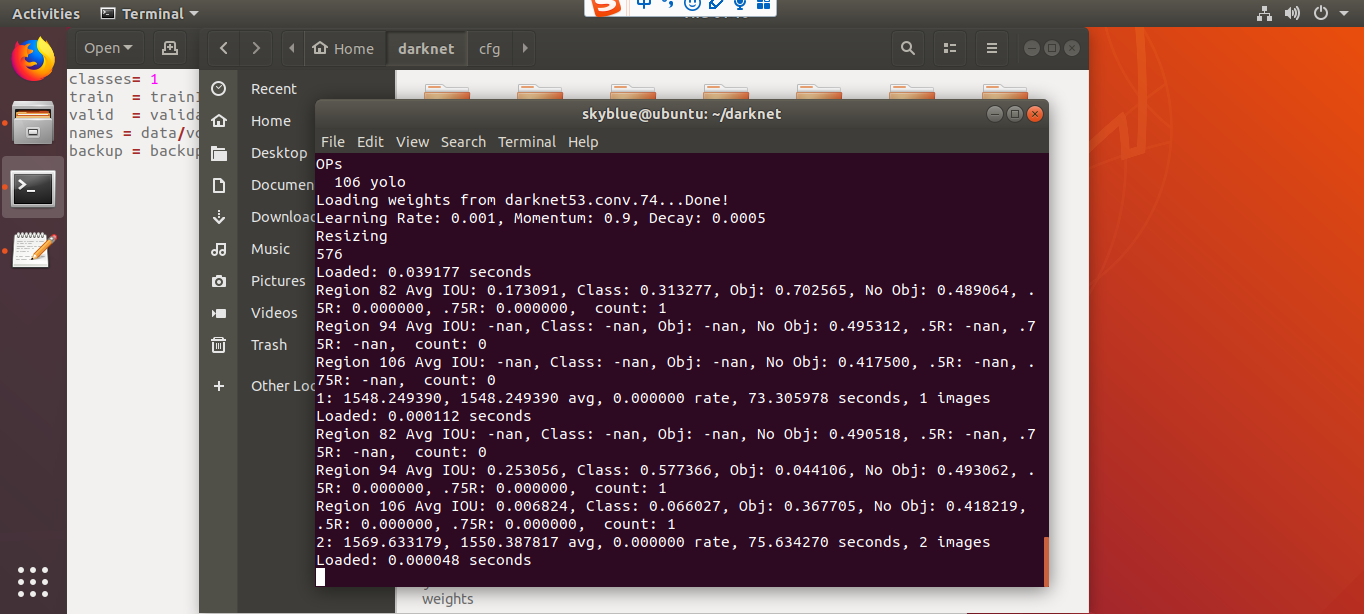 Activities
Terminal
中
Open
Home
darknet
cfg
classes= 1
train = train
valid = valid
names = data/v
backup = backup
Recent
Home
Desktop
Documen
Download
Music
Pictures
Videos
Trash
Other Loc
skyblue@ubuntu: ~/darknet
File Edit View Search Terminal Help
OPs
106 yolo
Loading weights from darknet53.conv.74...Done!
Learning Rate: 0.001, Momentum: 0.9, Decay: 0.0005
Resizing
576
Loaded: 0.039177 seconds
Region 82 Avg IOU: 0.173091, Class: 0.313277, Obj: 0.702565, No Obj: 0.489064, .
5R: 0.000000, .75R: 0.000000,  count: 1
Region 94 Avg IOU: -nan, Class: -nan, Obj: -nan, No Obj: 0.495312, .5R: -nan, .7
5R: -nan,  count: 0
Region 106 Avg IOU: -nan, Class: -nan, Obj: -nan, No Obj: 0.417500, .5R: -nan, .
75R: -nan,  count: 0
1: 1548.249390, 1548.249390 avg, 0.000000 rate, 73.305978 seconds, 1 images
Loaded: 0.000112 seconds
Region 82 Avg IOU: -nan, Class: -nan, Obj: -nan, No Obj: 0.490518, .5R: -nan, .7
5R: -nan,  count: 0
Region 94 Avg IOU: 0.253056, Class: 0.577366, Obj: 0.044106, No Obj: 0.493062, .
5R: 0.000000, .75R: 0.000000,  count: 1
Region 106 Avg IOU: 0.006824, Class: 0.066027, Obj: 0.367705, No Obj: 0.418219,
.5R: 0.000000, .75R: 0.000000,  count: 1
2: 1569.633179, 1550.387817 avg, 0.000000 rate, 75.634270 seconds, 2 images
Loaded: 0.000048 seconds
weights